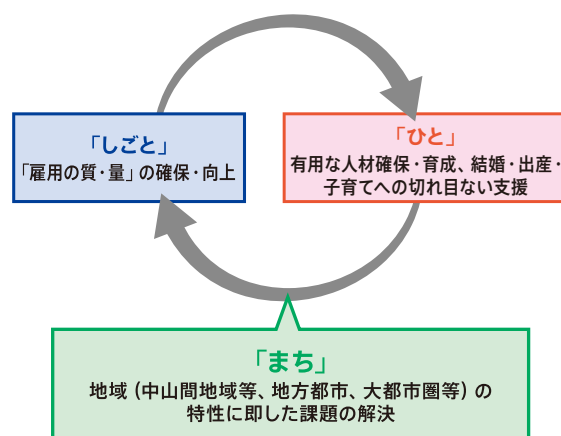 「しごと」
「雇用の質・量」の確保・向上
「ひと」
有用な人材確保・育成、結婚・出産・
子育てへの切れ目ない支援
「まち」
地域（中山間地域等、地方都市、大都市圏等）の
特性に即した課題の解決